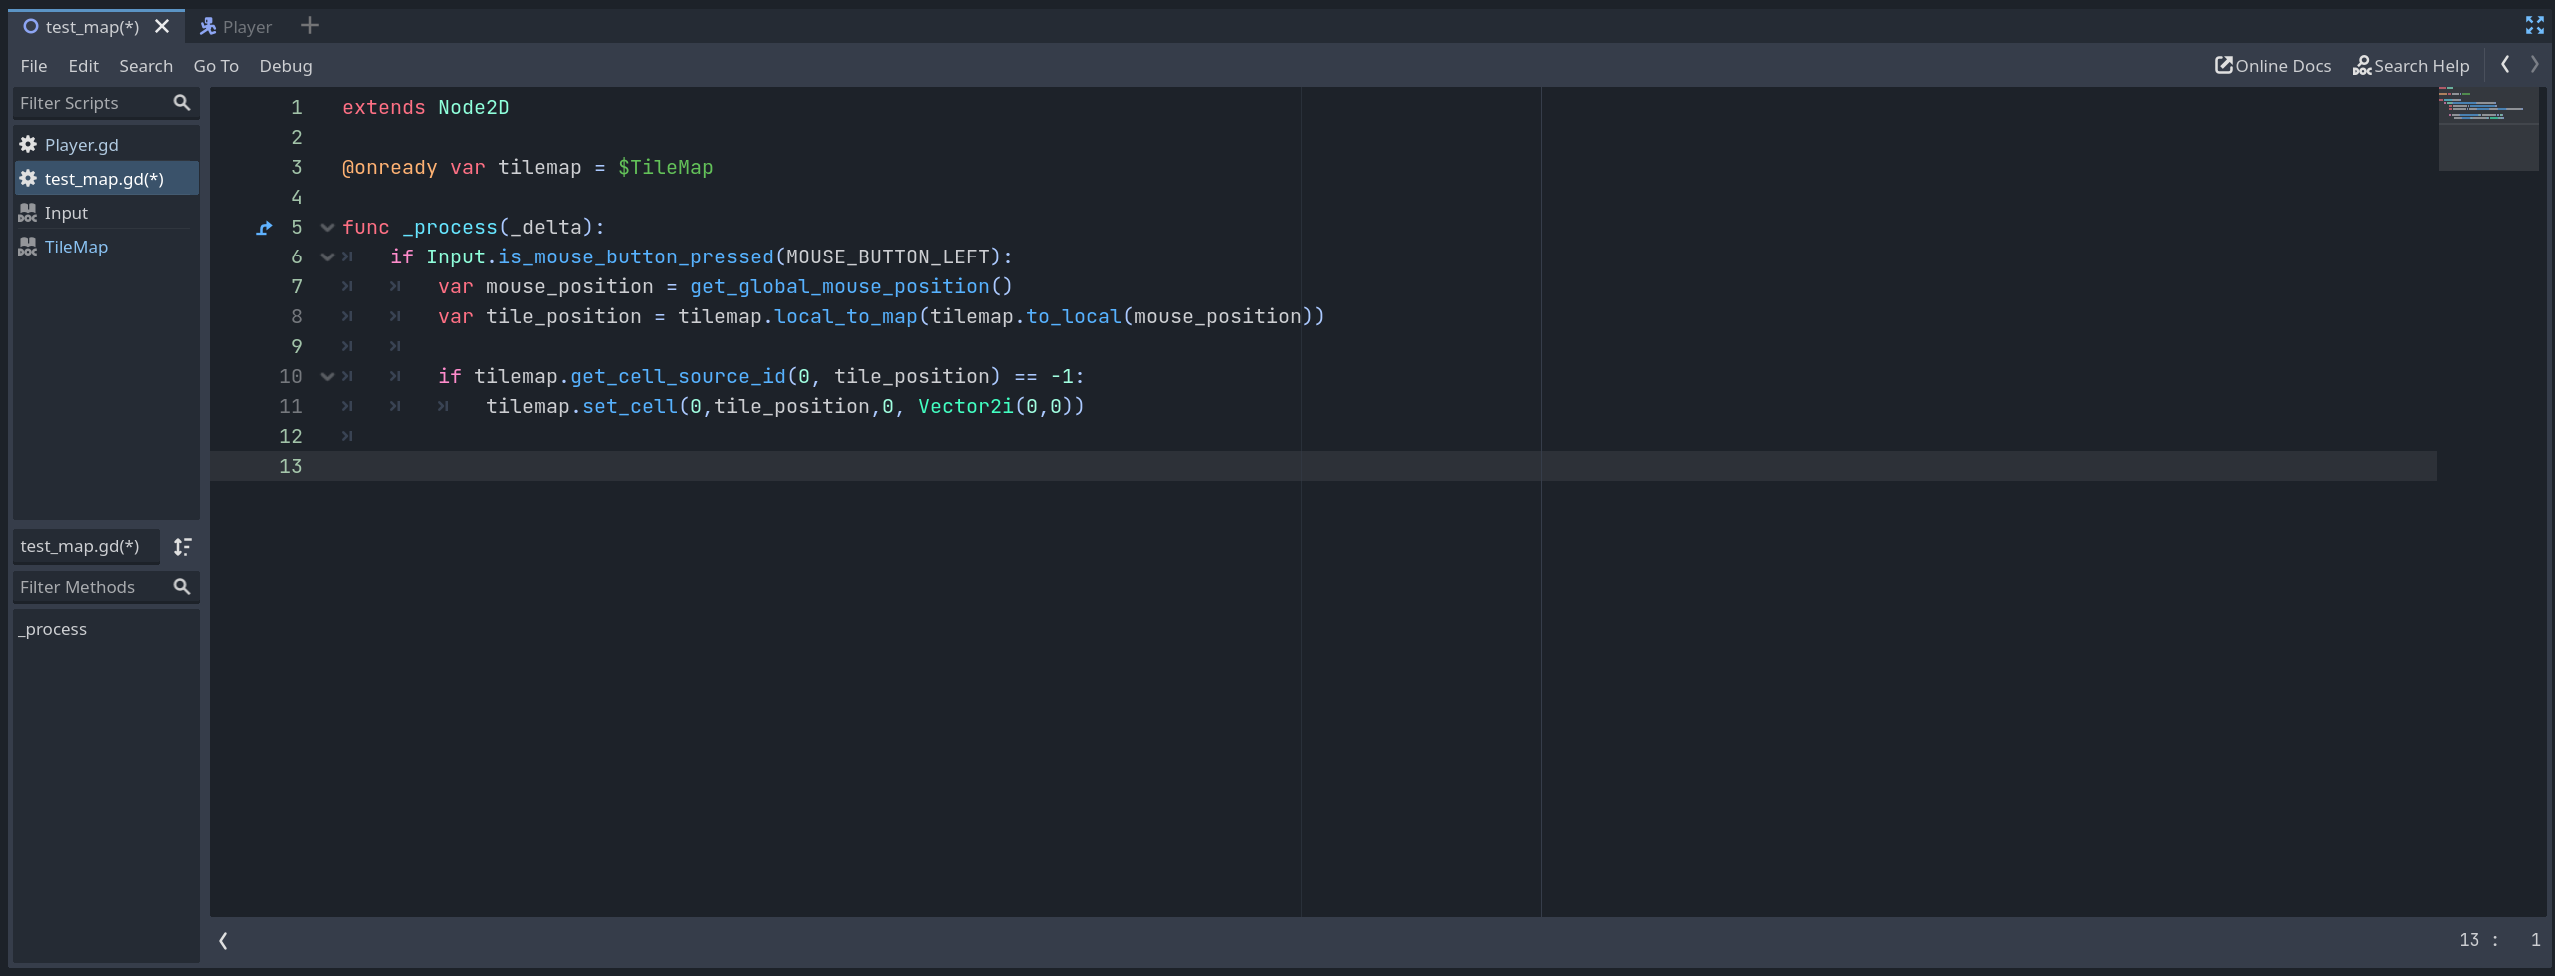 test_map(*) Player
File Edit Search Go To Debug Online Docs Search Help
Filter Scripts
Player.gd
test_map.gd(*)
Input
TileMap
test_map.gd(*)
Filter Methods
_process
1 extends Node2D
2
3 @onready var tilemap = $TileMap
4
5 func _process(_delta):
6 if Input.is_mouse_button_pressed(MOUSE_BUTTON_LEFT):
7 var mouse_position = get_global_mouse_position()
8 var tile_position = tilemap.local_to_map(tilemap.to_local(mouse_position))
9
10 if tilemap.get_cell_source_id(0, tile_position) == -1:
11 tilemap.set_cell(0,tile_position,0, Vector2i(0,0))
12
13
13 : 1